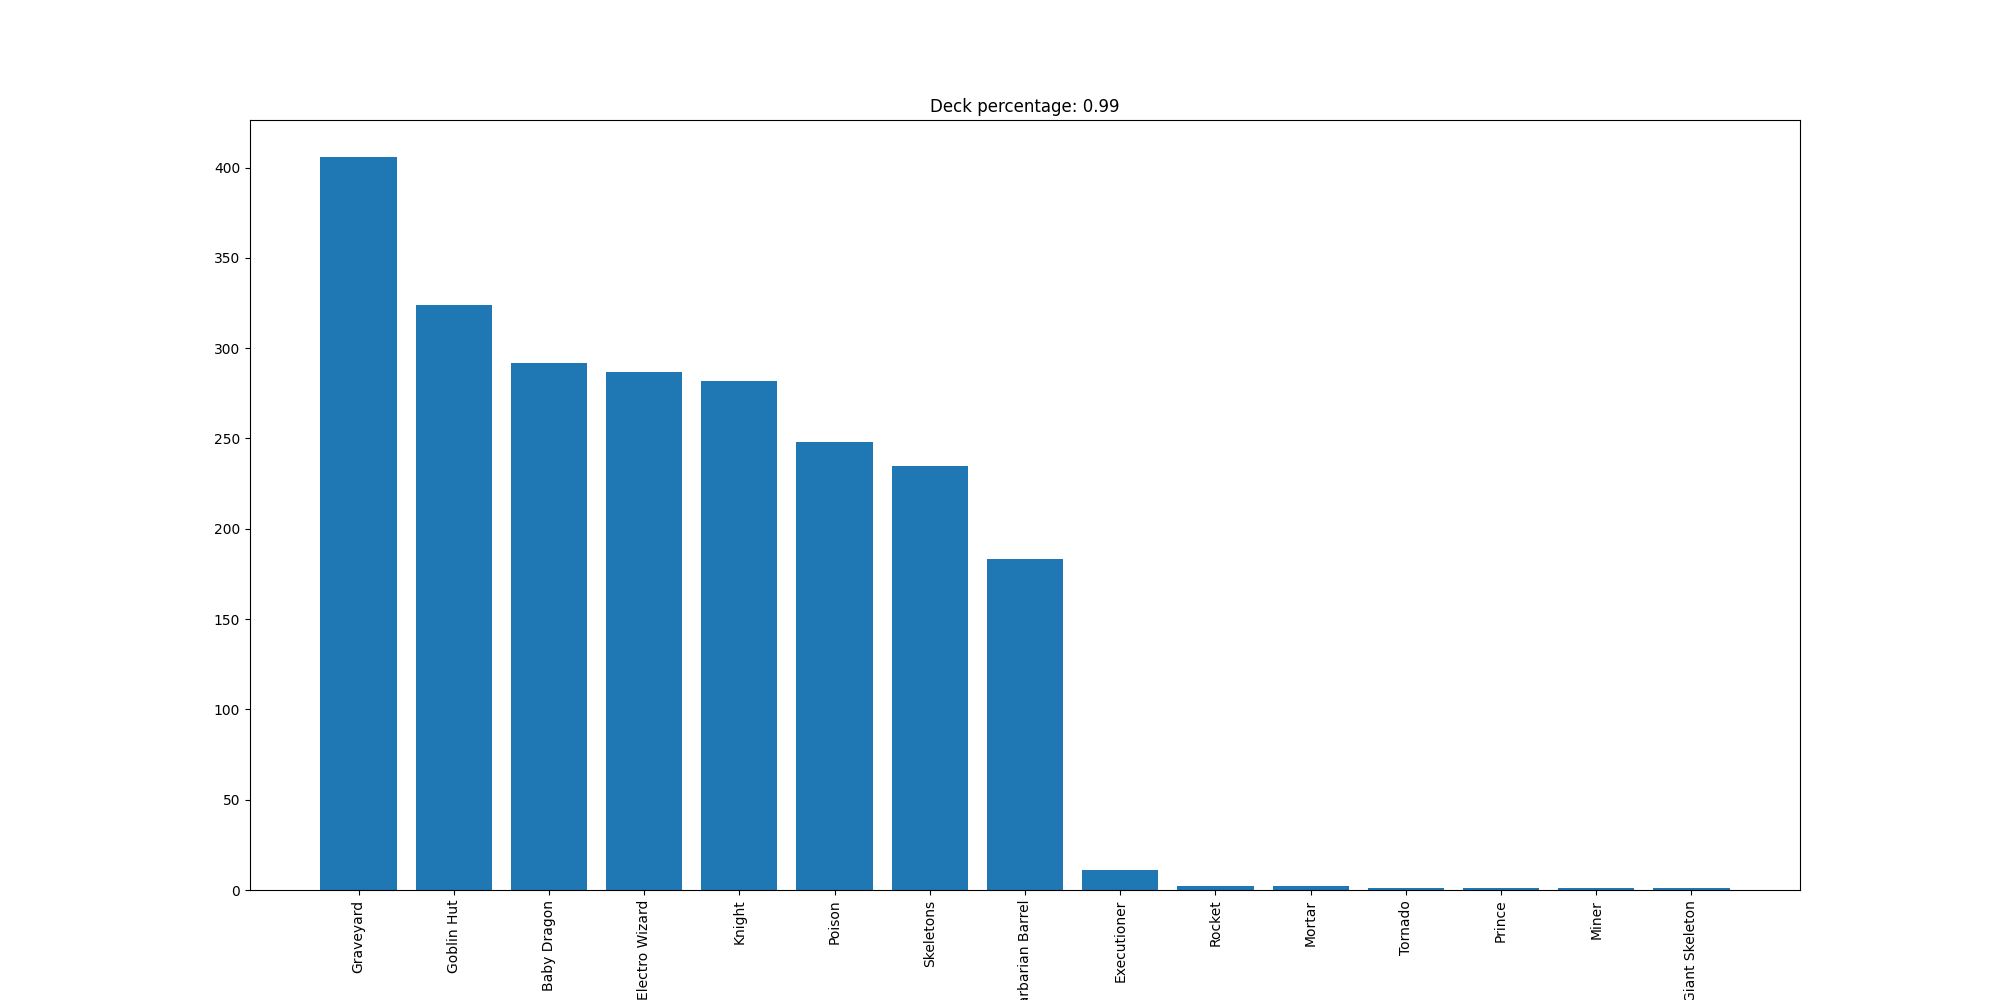 Deck percentage: 0.99
400
350
300
250
200
150
100
50
0
Graveyard
Goblin Hut
Baby Dragon
Electro Wizard
Knight
Poison
Skeletons
arbarian Barrel
Executioner
Rocket
Mortar
Tornado
Prince
Miner
Giant Skeleton